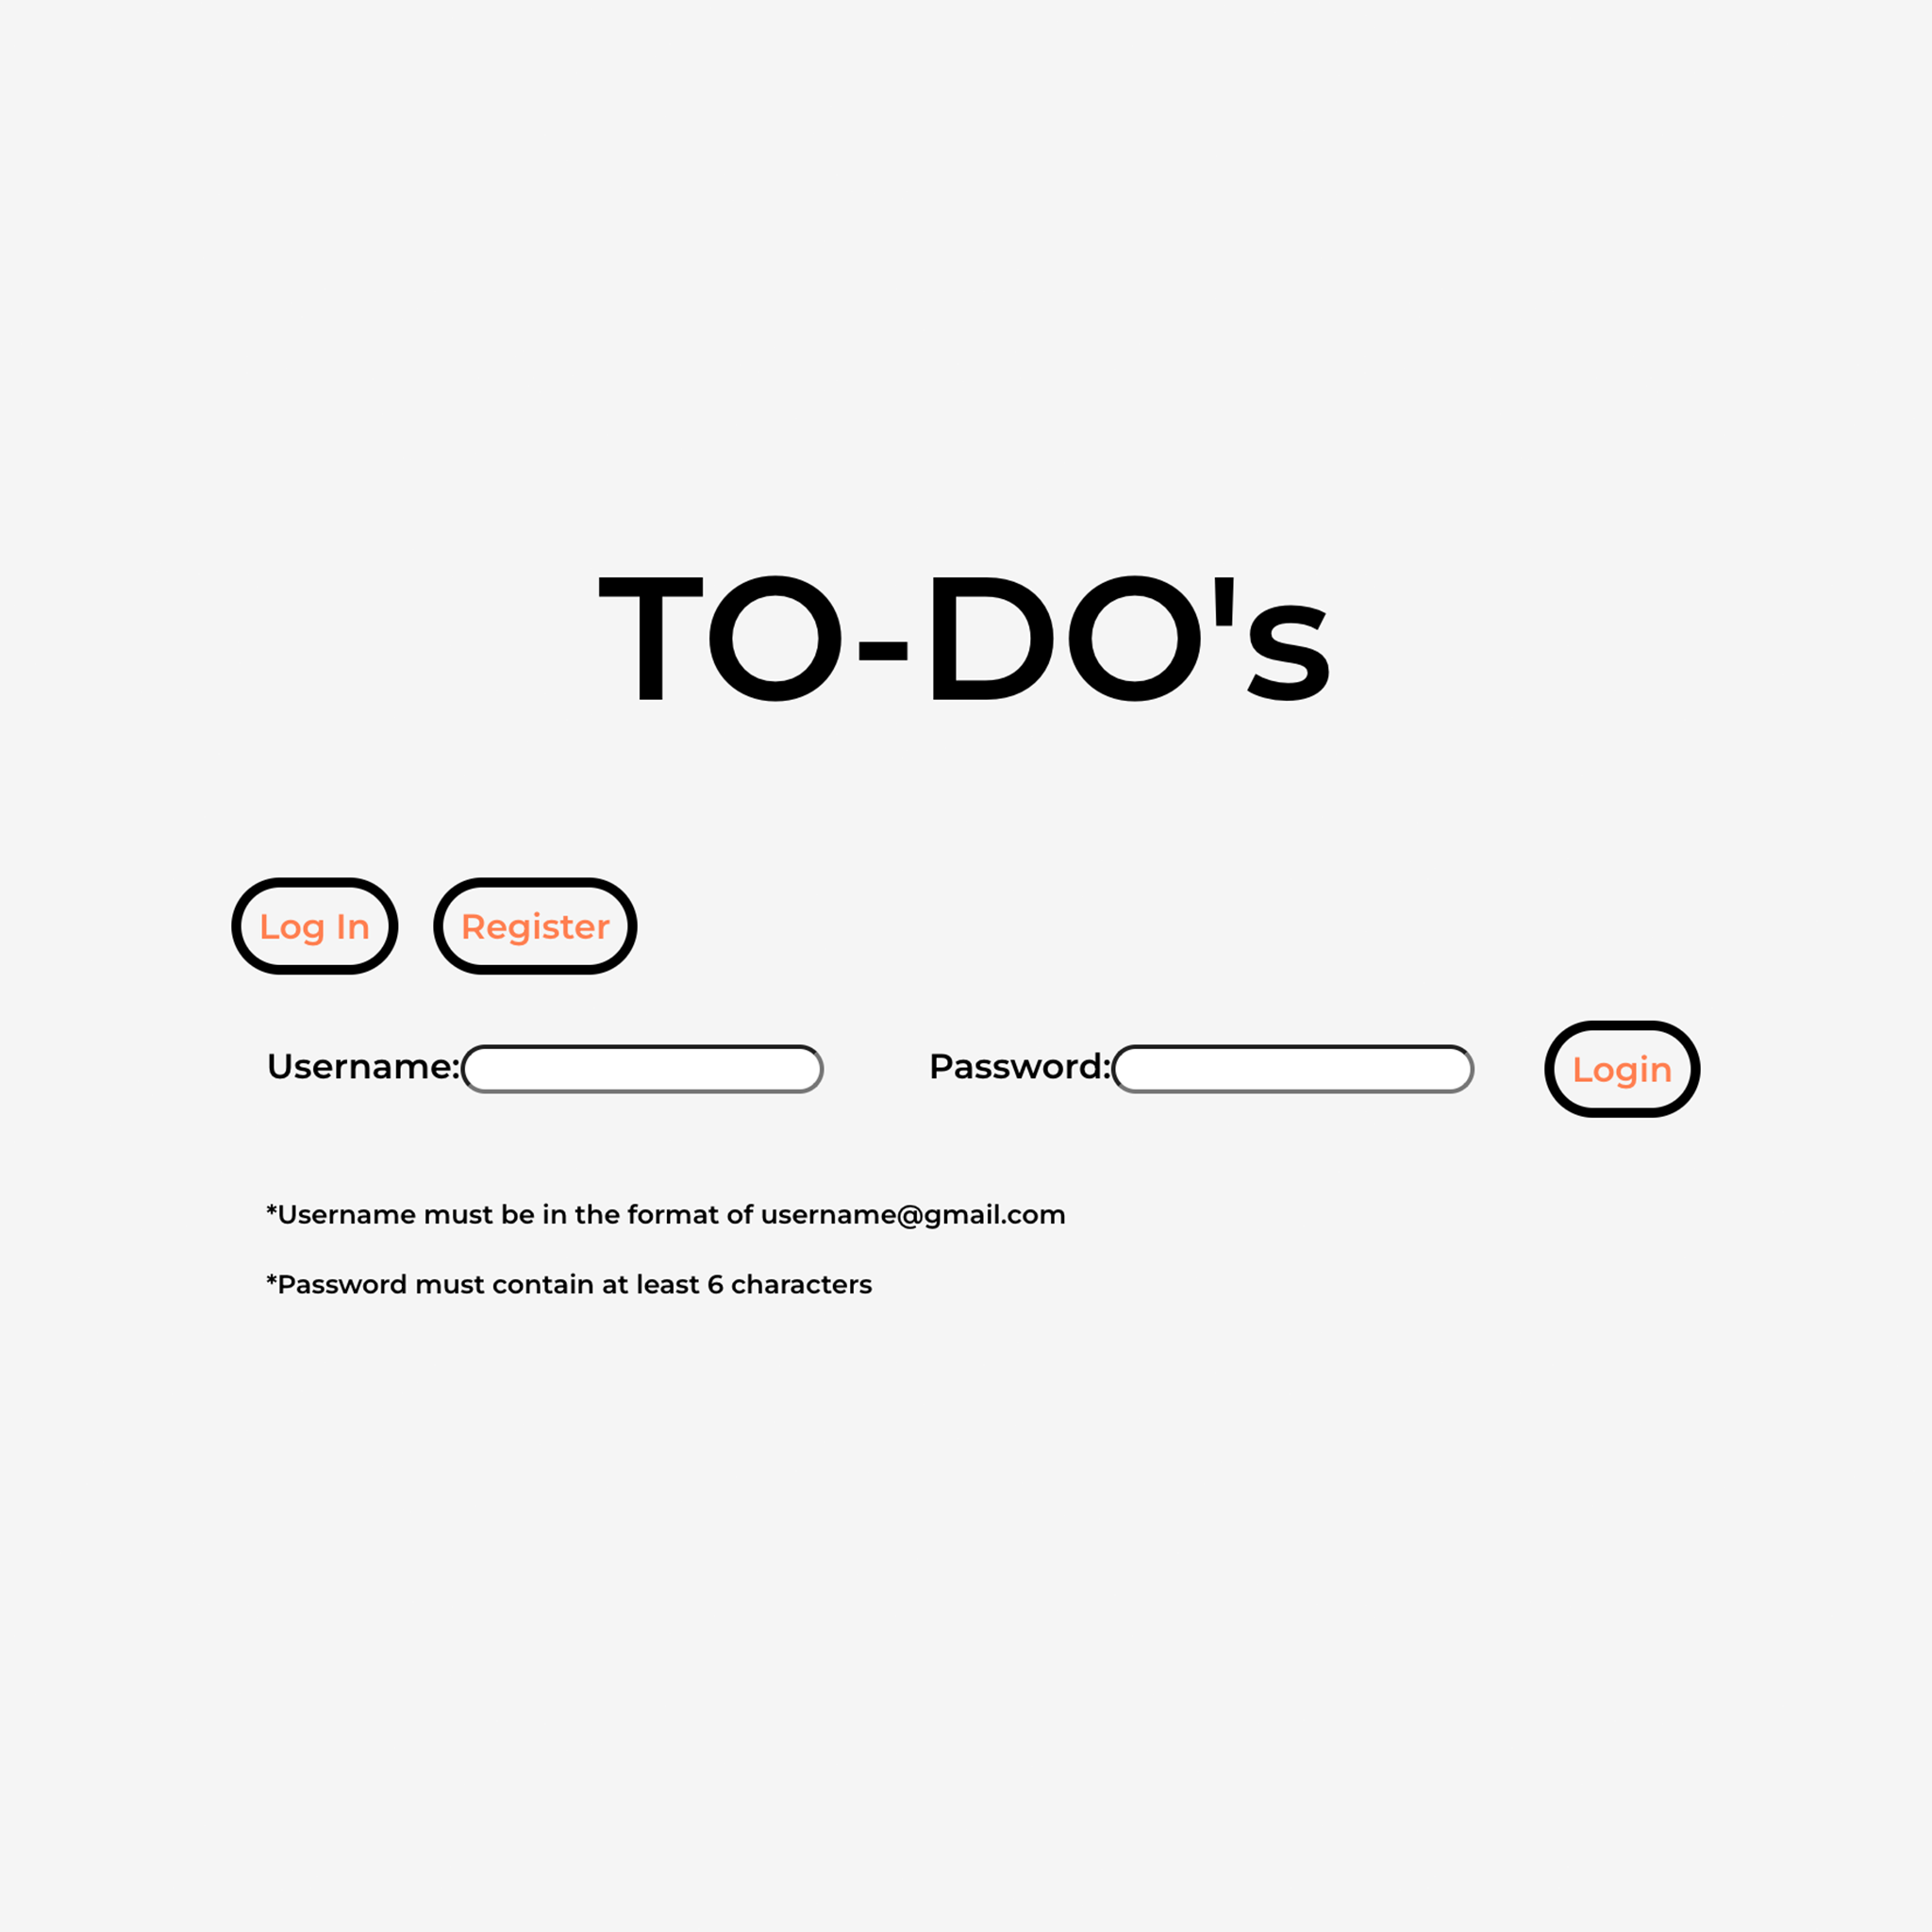 TO-DO's
Log In Register
Username: Password: Login
*Username must be in the format of username@gmail.com
*Password must contain at least 6 characters